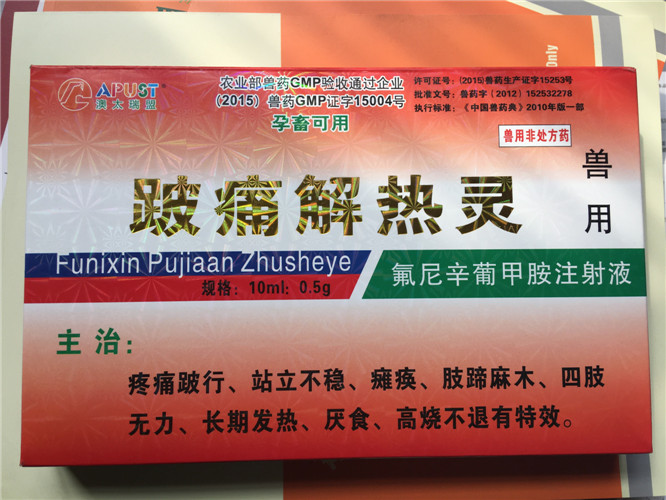 APUST
澳太瑞盟
农业部兽药GMP验收通过企业
(2015) 兽药GMP证字15004号
孕畜可用
许可证号: (2015)兽药生产证字15253号
批准文号: 兽药字 (2012) 152532278
执行标准: 《中国兽药典》2010年版一部
兽用非处方药
跛痛解热灵
兽用
Funixin Pujiaan Zhusheye
规格: 10ml: 0.5g
氟尼辛葡甲胺注射液
主治:
疼痛跛行、站立不稳、瘫痪、肢蹄麻木、四肢
无力、长期发热、厌食、高烧不退有特效。
Only